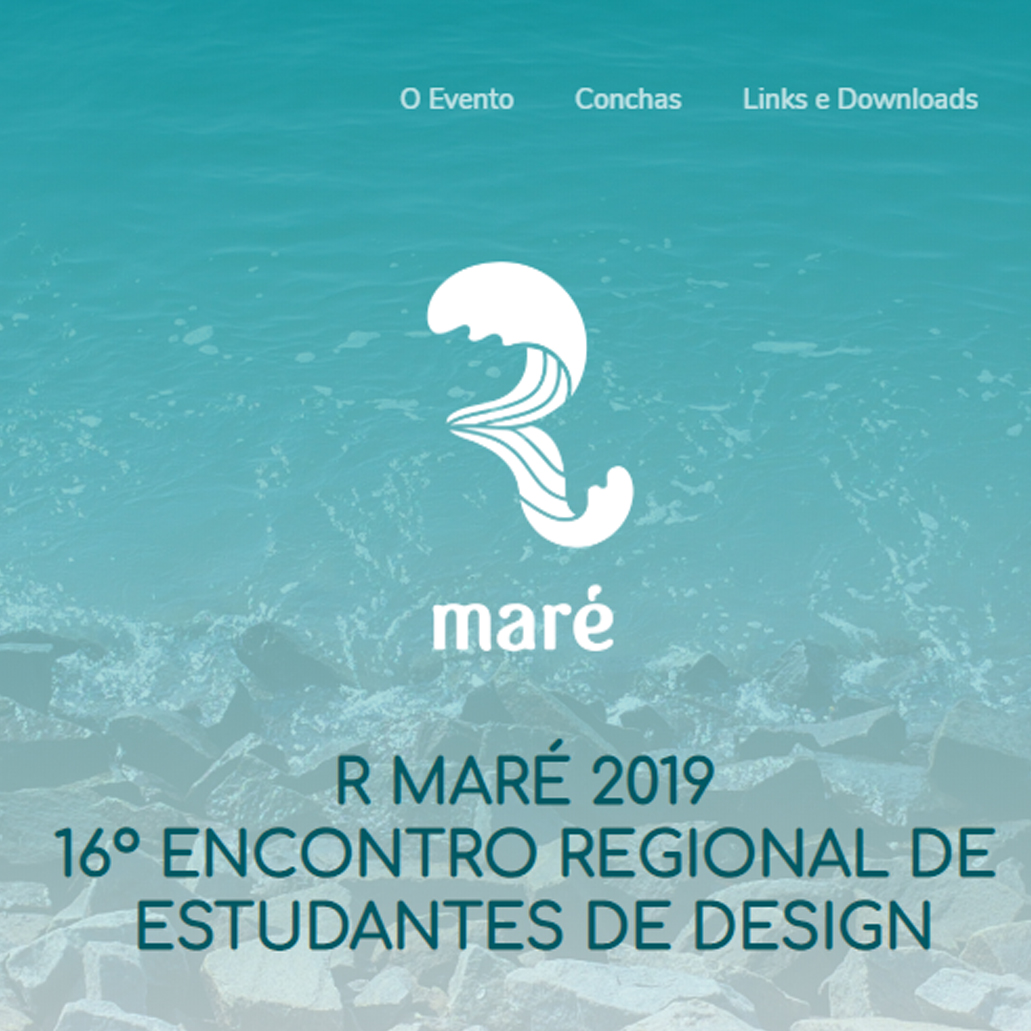 O Evento Conchas Links e Downloads
maré
R MARÉ 2019
16º ENCONTRO REGIONAL DE
ESTUDANTES DE DESIGN